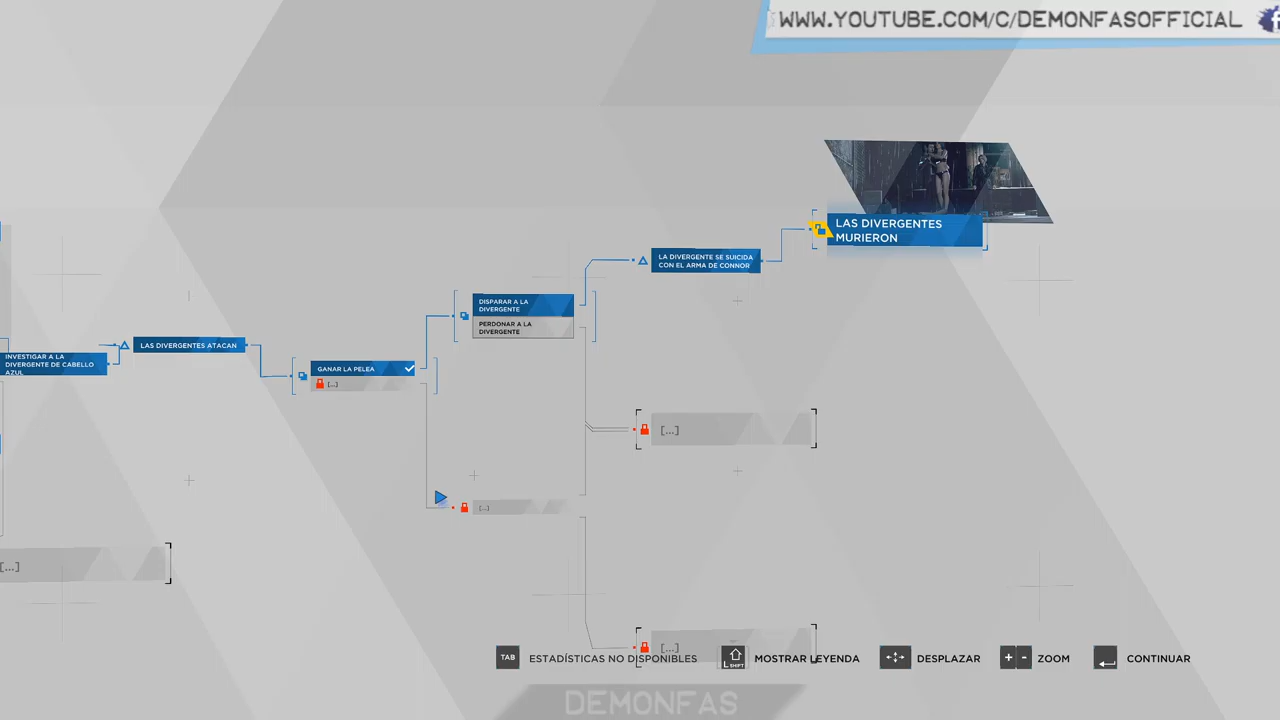 WWW.YOUTUBE.COM/C/DEMONFASOFFICIAL
LAS DIVERGENTES
MURIERON
LA DIVERGENTE SE SUICIDA
CON EL ARMA DE CONNOR
DISPARAR A LA
DIVERGENTE
PERDONAR A LA
DIVERGENTE
LAS DIVERGENTES ATACAN
INVESTIGAR A LA
DIVERGENTE DE CABELLO
AZUL
GANAR LA PELEA
[...]
[...]
[...]
[...]
[...]
TAB
ESTADÍSTICAS NO DISPONIBLES
L SHIFT
MOSTRAR LEYENDA
DESPLAZAR
+ -
ZOOM
CONTINUAR
DEMONFAS